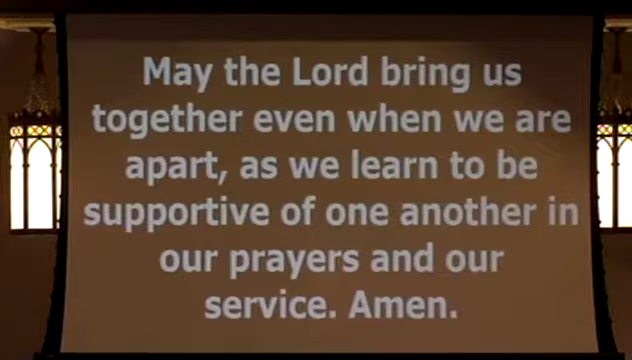 May the Lord bring us
together even when we are
apart, as we learn to be
supportive of one another in
our prayers and our
service. Amen.